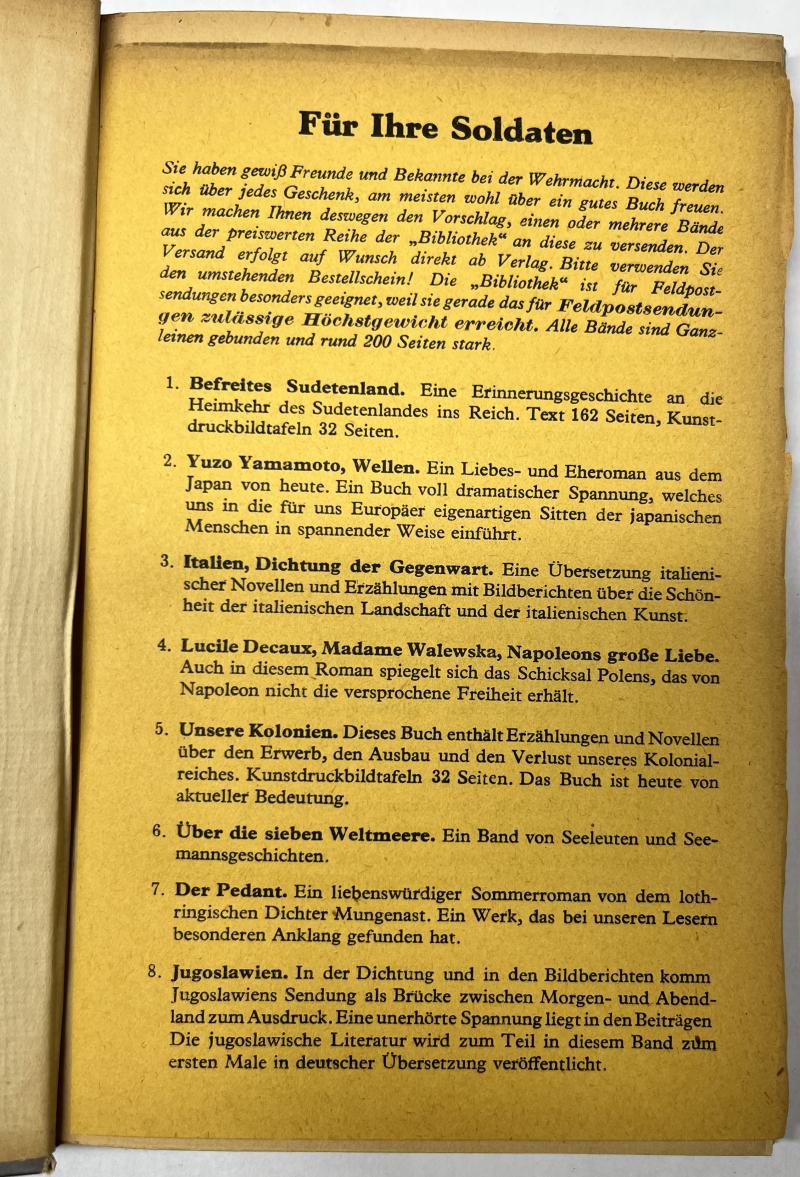 Für Ihre Soldaten
Sie haben gewiß Freunde und Bekannte bei der Wehrmacht. Diese werden
sich über jedes Geschenk, am meisten wohl über ein gutes Buch freuen.
Wir machen Ihnen deswegen den Vorschlag, einen oder mehrere Bände
aus der preiswerten Reihe der „Bibliothek“ an diese zu versenden. Der
Versand erfolgt auf Wunsch direkt ab Verlag. Bitte verwenden Sie
den umstehenden Bestellschein! Die „Bibliothek“ ist für Feldpost-
sendungen besonders geeignet, weil sie gerade das für Feldpostsendun-
gen zulässige Höchstgewicht erreicht. Alle Bände sind Ganz-
leinen gebunden und rund 200 Seiten stark.
1. Befreites Sudetenland. Eine Erinnerungsgeschichte an die
Heimkehr des Sudetenlandes ins Reich. Text 162 Seiten, Kunst-
druckbildtafeln 32 Seiten.
2. Yuzo Yamamoto, Wellen. Ein Liebes- und Eheroman aus dem
Japan von heute. Ein Buch voll dramatischer Spannung, welches
uns in die für uns Europäer eigenartigen Sitten der japanischen
Menschen in spannender Weise einführt.
3. Italien, Dichtung der Gegenwart. Eine Übersetzung italieni-
scher Novellen und Erzählungen mit Bildberichten über die Schön-
heit der italienischen Landschaft und der italienischen Kunst.
4. Lucile Decaux, Madame Walewska, Napoleons große Liebe.
Auch in diesem Roman spiegelt sich das Schicksal Polens, das von
Napoleon nicht die versprochene Freiheit erhält.
5. Unsere Kolonien. Dieses Buch enthält Erzählungen und Novellen
über den Erwerb, den Ausbau und den Verlust unseres Kolonial-
reiches. Kunstdruckbildtafeln 32 Seiten. Das Buch ist heute von
aktueller Bedeutung.
6. Über die sieben Weltmeere. Ein Band von Seeleuten und See-
mannsgeschichten.
7. Der Pedant. Ein liebenswürdiger Sommerroman von dem loth-
ringischen Dichter Mungenast. Ein Werk, das bei unseren Lesern
besonderen Anklang gefunden hat.
8. Jugoslawien. In der Dichtung und in den Bildberichten komm
Jugoslawiens Sendung als Brücke zwischen Morgen- und Abend-
land zum Ausdruck. Eine unerhörte Spannung liegt in den Beiträgen
Die jugoslawische Literatur wird zum Teil in diesem Band zum
ersten Male in deutscher Übersetzung veröffentlicht.